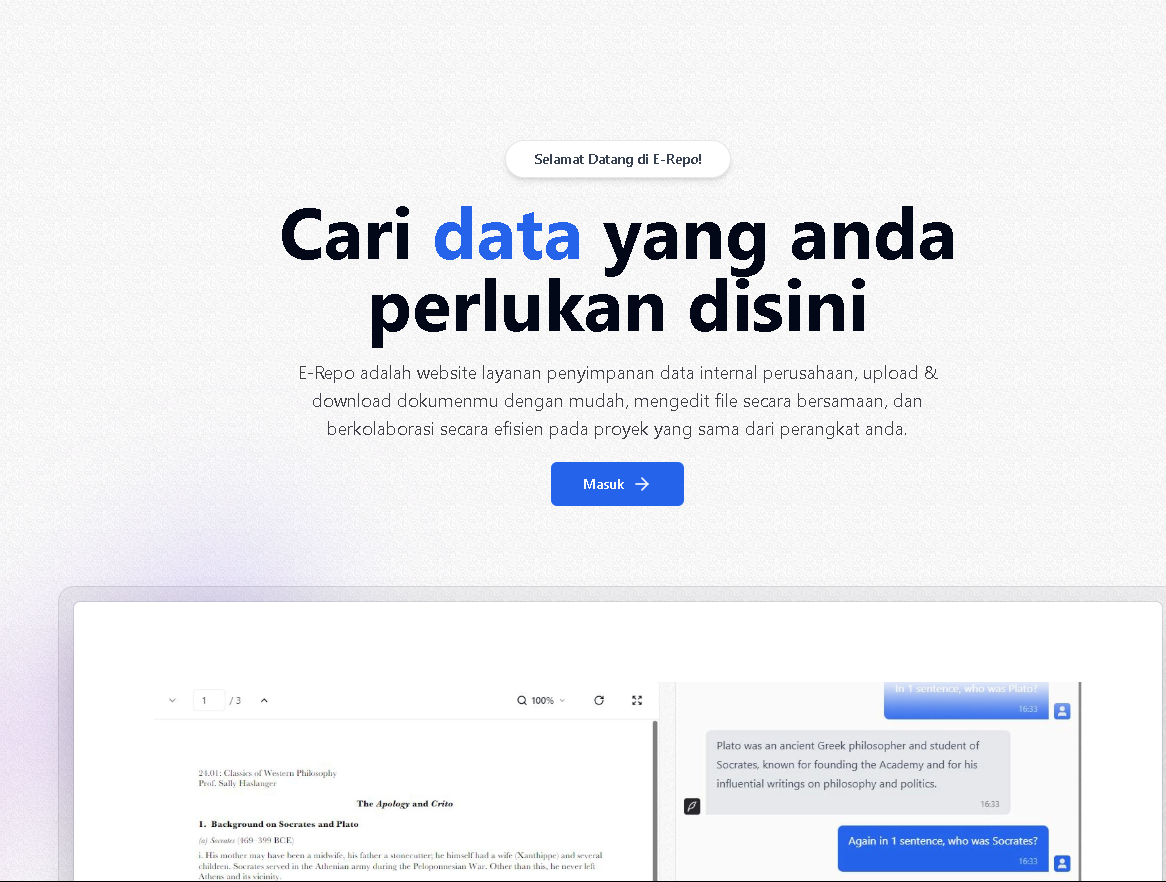 Selamat Datang di E-Repo!
Cari data yang anda
perlukan disini
E-Repo adalah website layanan penyimpanan data internal perusahaan, upload &
download dokumenmu dengan mudah, mengedit file secara bersamaan, dan
berkolaborasi secara efisien pada proyek yang sama dari perangkat anda.
Masuk
1 / 3
100%
24.01: Classics of Western Philosophy
Prof. Sally Haslanger
The Apology and Crito
1. Background on Socrates and Plato
(a) Socrates (469–399 BCE)
i. His mother may have been a midwife, his father a stonecutter; he himself had a wife (Xanthippe) and several
children. Socrates served in the Athenian army during the Peloponnesian War. Other than this, he never left
Athens and its vicinity.
in 1 sentence, who was Plato?
16:33
Plato was an ancient Greek philosopher and student of
Socrates, known for founding the Academy and for his
influential writings on philosophy and politics.
16:33
Again in 1 sentence, who was Socrates?
16:33